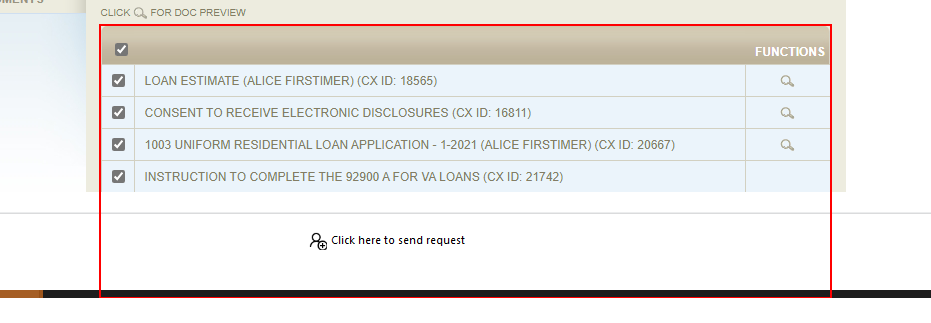 CLICK FOR DOC PREVIEW
FUNCTIONS
LOAN ESTIMATE (ALICE FIRSTIMER) (CX ID: 18565)
CONSENT TO RECEIVE ELECTRONIC DISCLOSURES (CX ID: 16811)
1003 UNIFORM RESIDENTIAL LOAN APPLICATION - 1-2021 (ALICE FIRSTIMER) (CX ID: 20667)
INSTRUCTION TO COMPLETE THE 92900 A FOR VA LOANS (CX ID: 21742)
Click here to send request